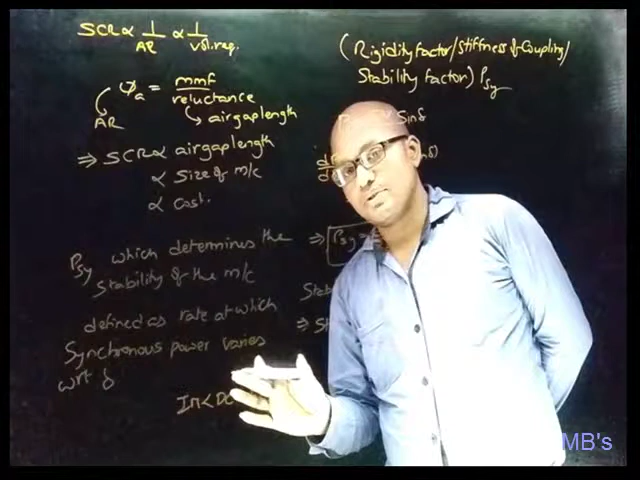 SCR ∝ 1/AR ∝ 1/vol.reg.
φa = mmf/reluctance
AR
↳ airgaplength
⇒ SCR ∝ airgaplength
∝ Size of m/c
∝ Cost.
Psy which determines the
Stability of the m/c
defined as rate at which
Synchronous power varies
wrt δ
(Rigidity factor/stiffness of Coupling/
Stability factor) Psy
Sinδ
⇒ Psy =
MB's